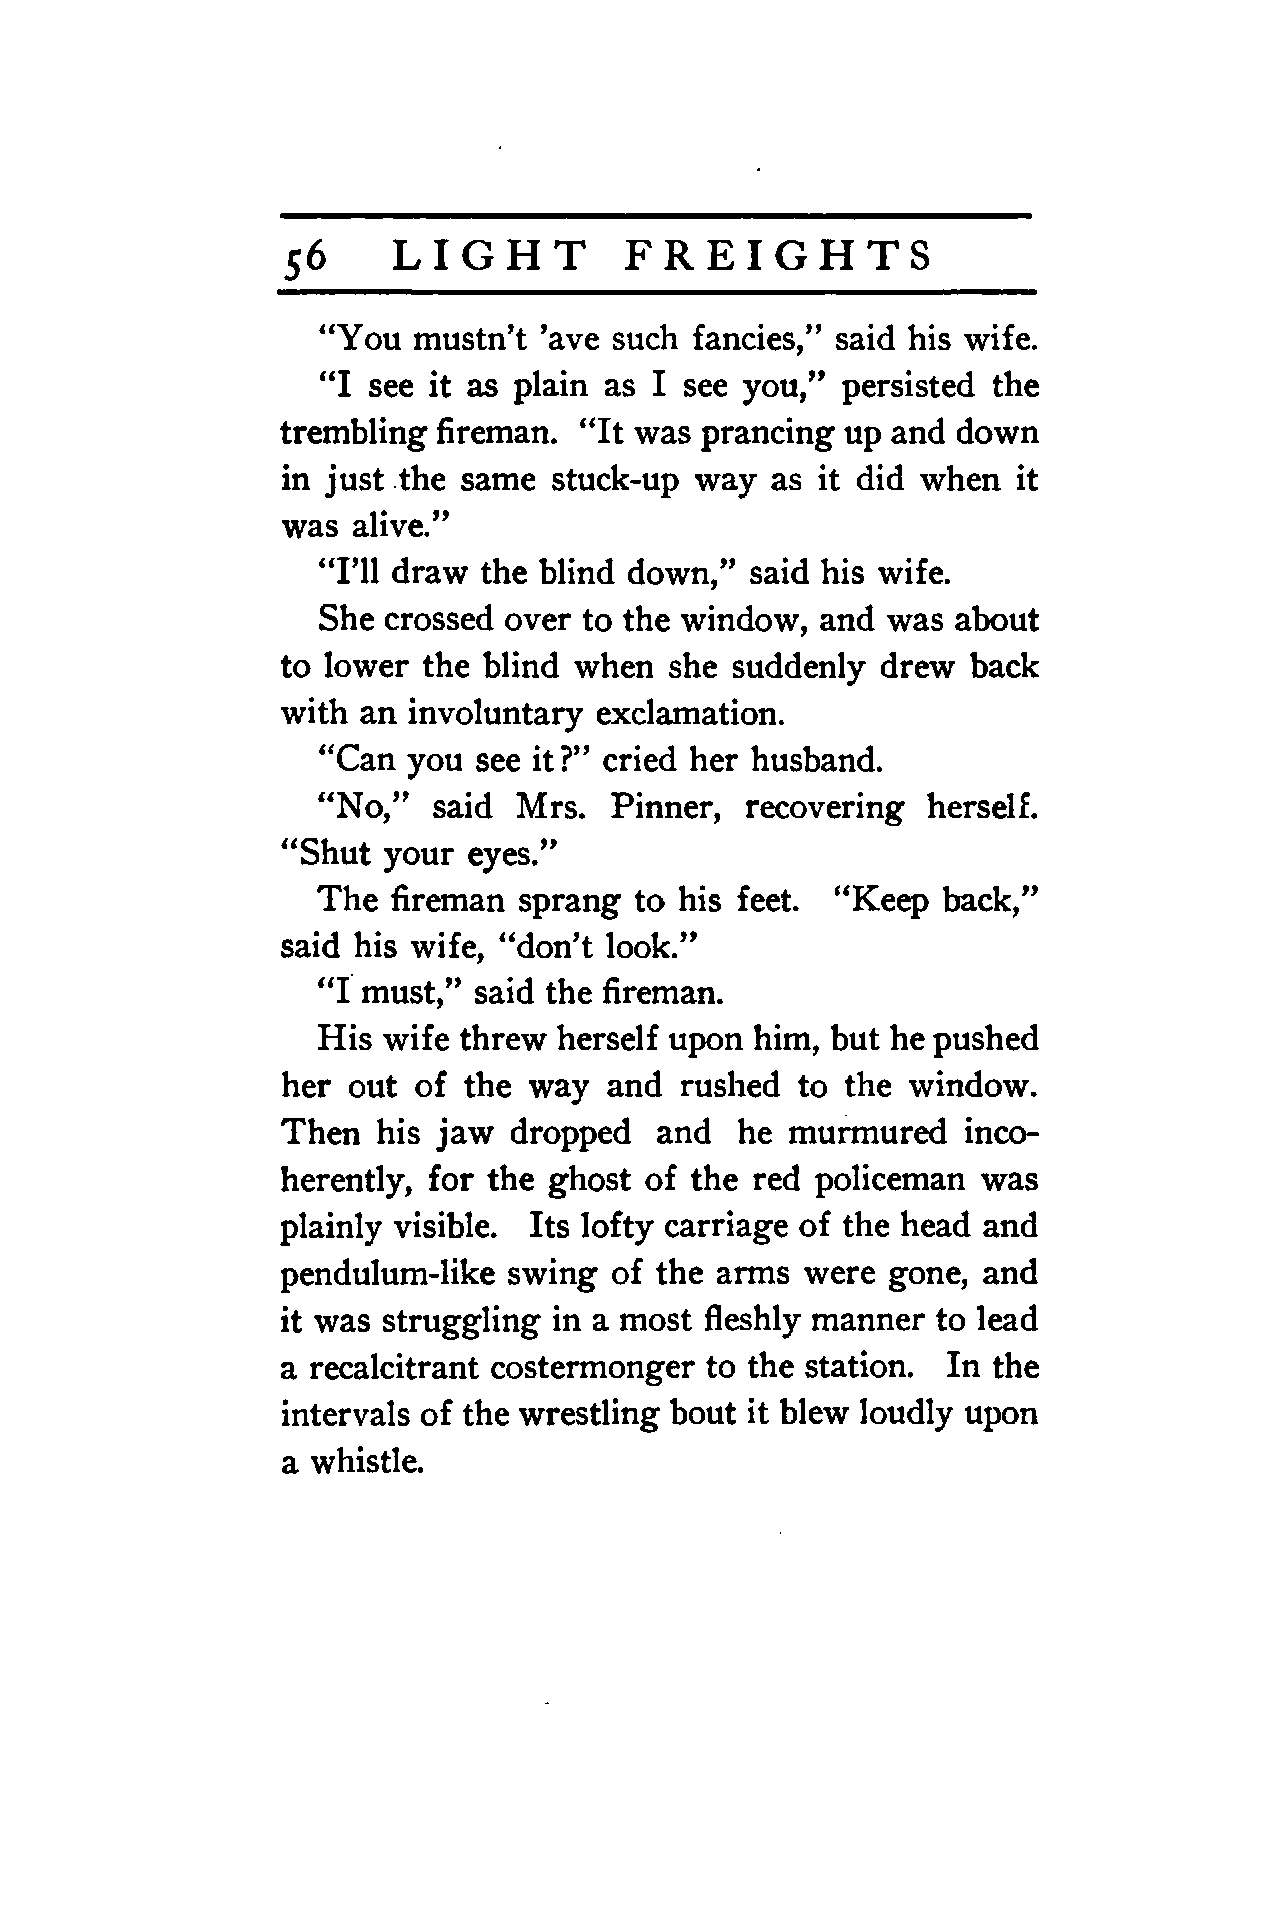 56 LIGHT FREIGHTS
“You mustn’t ’ave such fancies,” said his wife.
“I see it as plain as I see you,” persisted the
trembling fireman. “It was prancing up and down
in just the same stuck-up way as it did when it
was alive.”
“I’ll draw the blind down,” said his wife.
She crossed over to the window, and was about
to lower the blind when she suddenly drew back
with an involuntary exclamation.
“Can you see it?” cried her husband.
“No,” said Mrs. Pinner, recovering herself.
“Shut your eyes.”
The fireman sprang to his feet. “Keep back,”
said his wife, “don’t look.”
“I must,” said the fireman.
His wife threw herself upon him, but he pushed
her out of the way and rushed to the window.
Then his jaw dropped and he murmured inco-
herently, for the ghost of the red policeman was
plainly visible. Its lofty carriage of the head and
pendulum-like swing of the arms were gone, and
it was struggling in a most fleshly manner to lead
a recalcitrant costermonger to the station. In the
intervals of the wrestling bout it blew loudly upon
a whistle.